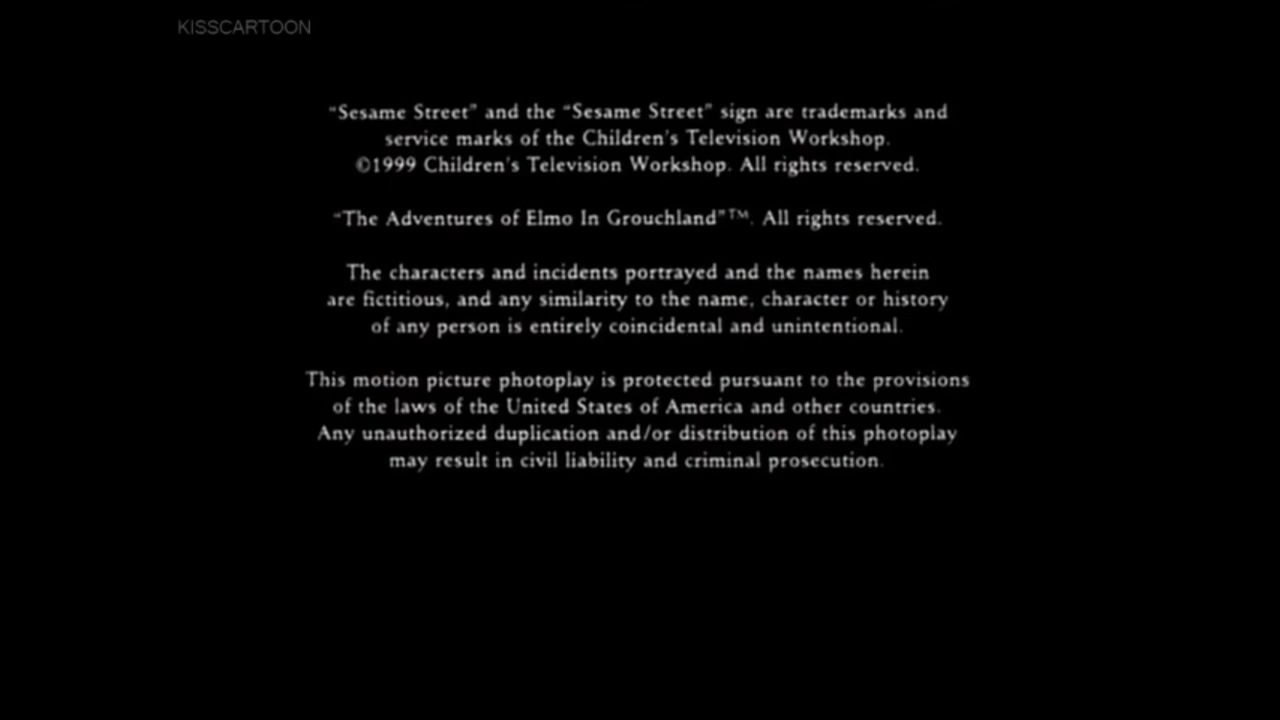 KISSCARTOON
"Sesame Street" and the "Sesame Street" sign are trademarks and
service marks of the Children's Television Workshop.
©1999 Children's Television Workshop. All rights reserved.
"The Adventures of Elmo In Grouchland"™. All rights reserved.
The characters and incidents portrayed and the names herein
are fictitious, and any similarity to the name, character or history
of any person is entirely coincidental and unintentional.
This motion picture photoplay is protected pursuant to the provisions
of the laws of the United States of America and other countries.
Any unauthorized duplication and/or distribution of this photoplay
may result in civil liability and criminal prosecution.